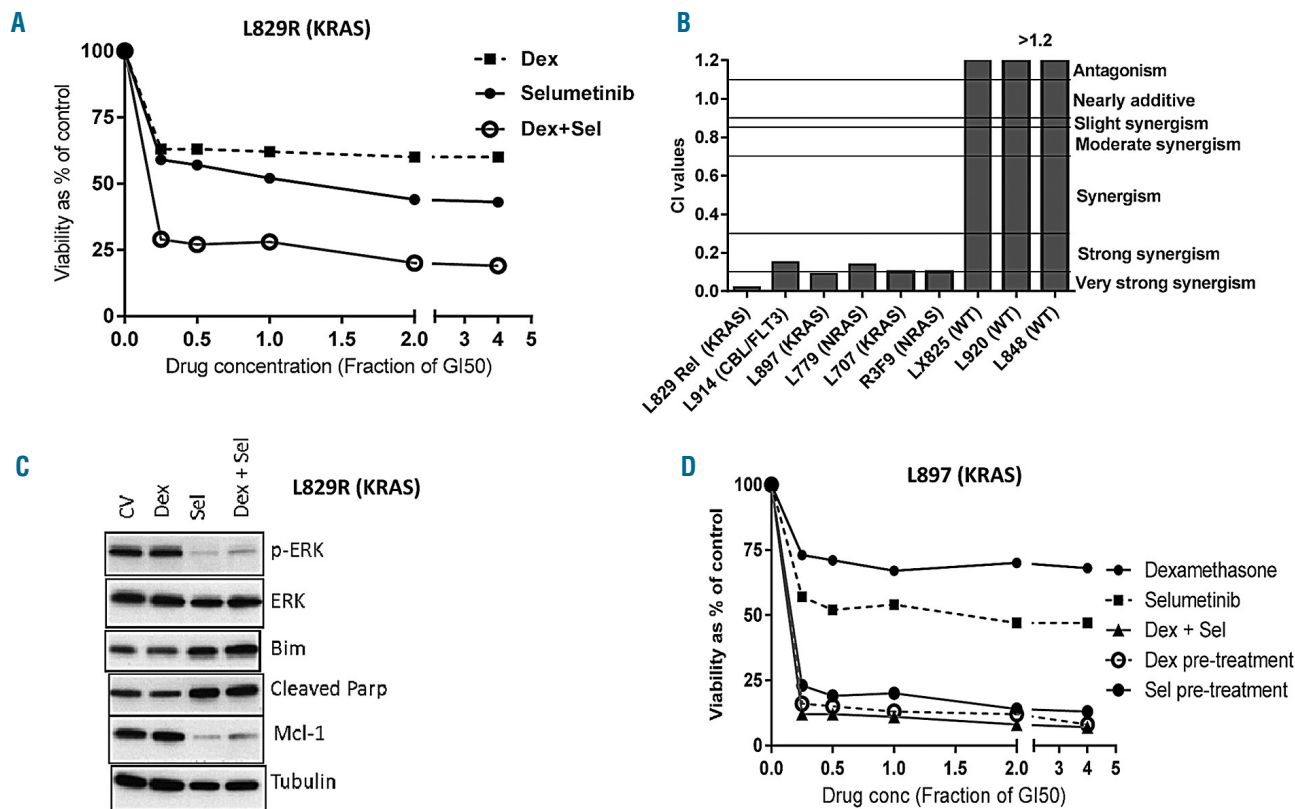 A
L829R (KRAS)
100
75
50
25
0
Viability as % of control
0.0 0.5 1.0 1.5 2.0 3 4 5
Drug concentration (Fraction of GI50)
Dex
Selumetinib
Dex+Sel
B
>1.2
1.2
1.0
0.8
0.6
0.4
0.2
0.0
CI values
Antagonism
Nearly additive
Slight synergism
Moderate synergism
Synergism
Strong synergism
Very strong synergism
L829 Rel (KRAS)
L914 (CBL/FLT3)
L897 (KRAS)
L779 (NRAS)
L707 (KRAS)
R3F9 (NRAS)
LX825 (WT)
L920 (WT)
L848 (WT)
C
CV
Dex
Sel
Dex + Sel
L829R (KRAS)
p-ERK
ERK
Bim
Cleaved Parp
Mcl-1
Tubulin
D
L897 (KRAS)
100
75
50
25
0
Viability as % of control
0.0 0.5 1.0 1.5 2.0 3 4 5
Drug conc (Fraction of GI50)
Dexamethasone
Selumetinib
Dex + Sel
Dex pre-treatment
Sel pre-treatment